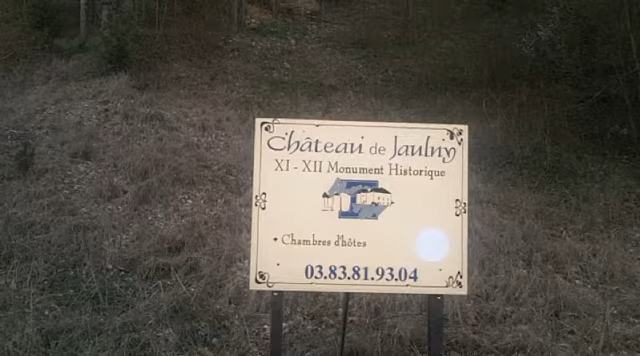 Château de Jaulny
XI - XII Monument Historique
• Chambres d'hôtes
03.83.81.93.04